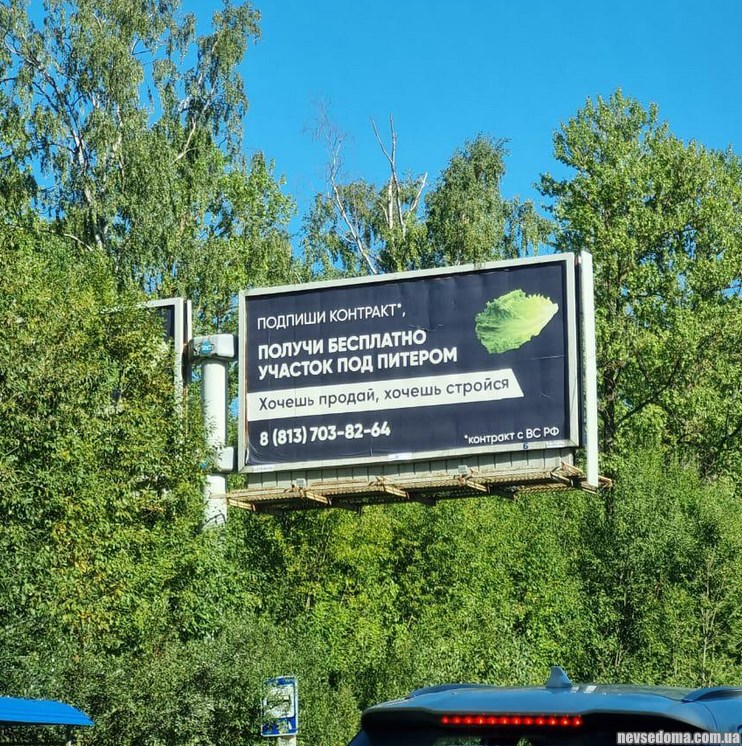 ПОДПИШИ КОНТРАКТ*,
ПОЛУЧИ БЕСПЛАТНО
УЧАСТОК ПОД ПИТЕРОМ
Хочешь продай, хочешь стройся
8 (813) 703-82-64
*контракт с ВС РФ
nevsedoma.com.ua